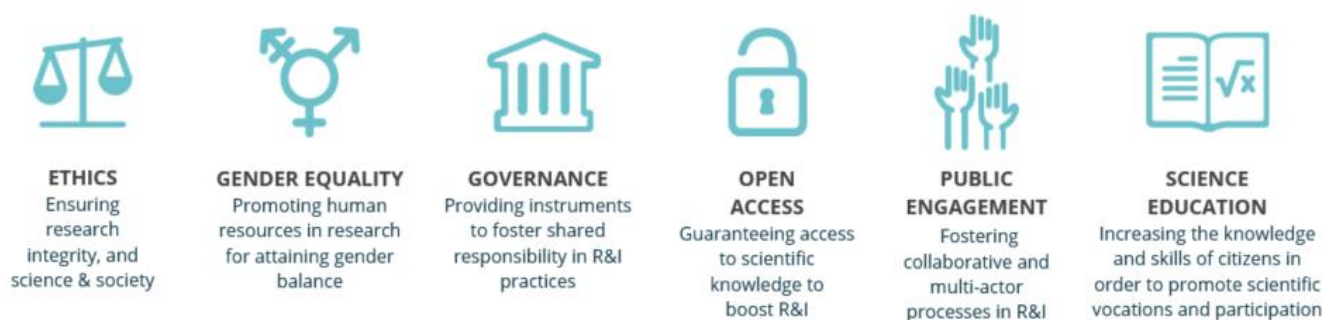 ETHICS
Ensuring
research
integrity, and
science & society
GENDER EQUALITY
Promoting human
resources in research
for attaining gender
balance
GOVERNANCE
Providing instruments
to foster shared
responsibility in R&I
practices
OPEN
ACCESS
Guaranteeing access
to scientific
knowledge to
boost R&I
PUBLIC
ENGAGEMENT
Fostering
collaborative and
multi-actor
processes in R&I
√x
SCIENCE
EDUCATION
Increasing the knowledge
and skills of citizens in
order to promote scientific
vocations and participation